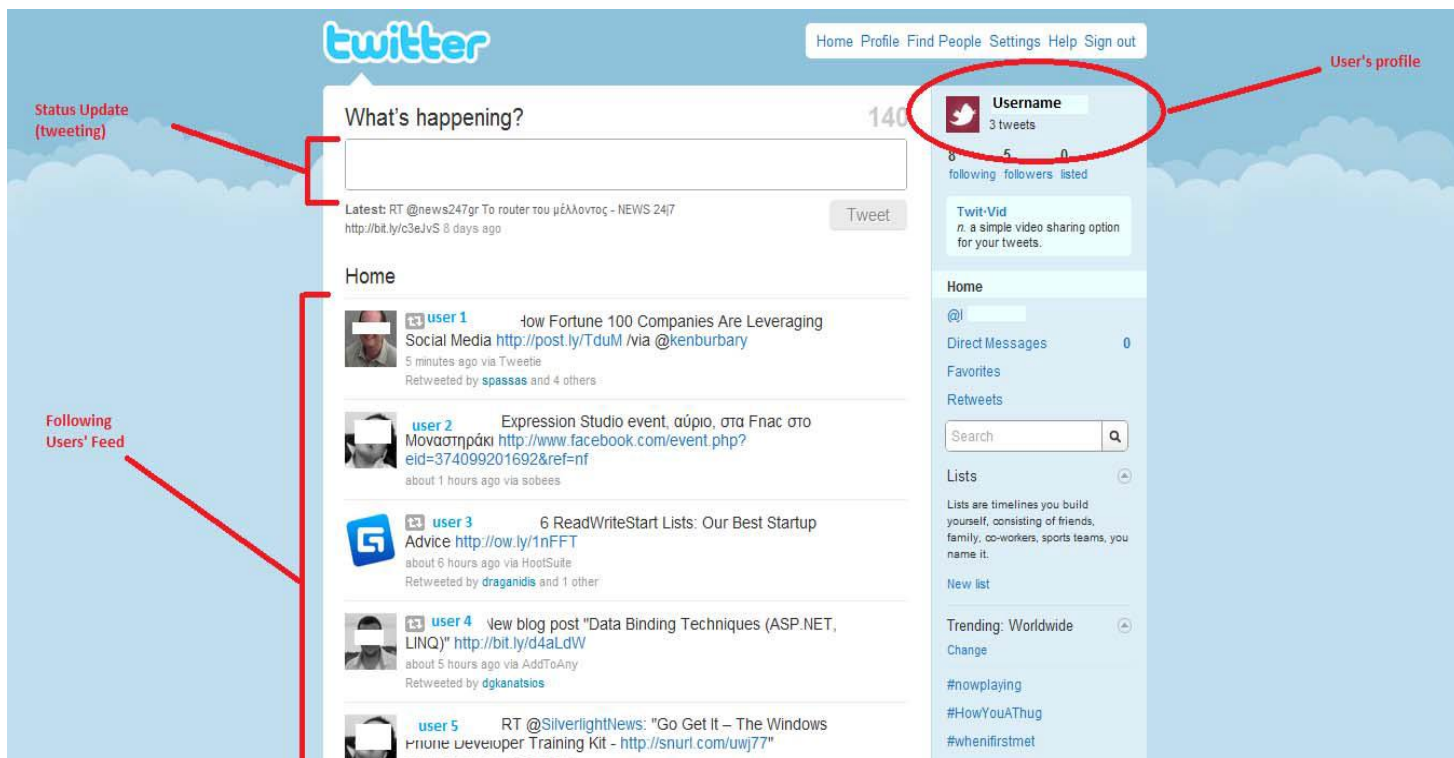 twitter
Home Profile Find People Settings Help Sign out
User's profile
Status Update
(tweeting)
What's happening?
140
Latest: RT @news247gr Το router του μέλλοντος - NEWS 24|7
http://bit.ly/c3eJvS 8 days ago
Tweet
Username
3 tweets
8 5 0
following followers listed
Twit·Vid
n. a simple video sharing option
for your tweets.
Home
Following
Users' Feed
user 1 How Fortune 100 Companies Are Leveraging
Social Media http://post.ly/TduM /via @kenburbary
5 minutes ago via Tweetie
Retweeted by spassas and 4 others
user 2 Expression Studio event, αύριο, στα Fnac στο
Μοναστηράκι http://www.facebook.com/event.php?
eid=374099201692&ref=nf
about 1 hours ago via sobees
user 3 6 ReadWriteStart Lists: Our Best Startup
Advice http://ow.ly/1nFFT
about 6 hours ago via HootSuite
Retweeted by draganidis and 1 other
user 4 New blog post "Data Binding Techniques (ASP.NET,
LINQ)" http://bit.ly/d4aLdW
about 5 hours ago via AddToAny
Retweeted by dgkanatsios
user 5 RT @SilverlightNews: "Go Get It – The Windows
Phone Developer Training Kit - http://snurl.com/uwj77"
Home
Direct Messages 0
Favorites
Retweets
Search
Lists
Lists are timelines you build
yourself, consisting of friends,
family, co-workers, sports teams, you
name it.
New list
Trending: Worldwide
Change
#nowplaying
#HowYouAThug
#whenifirstmet